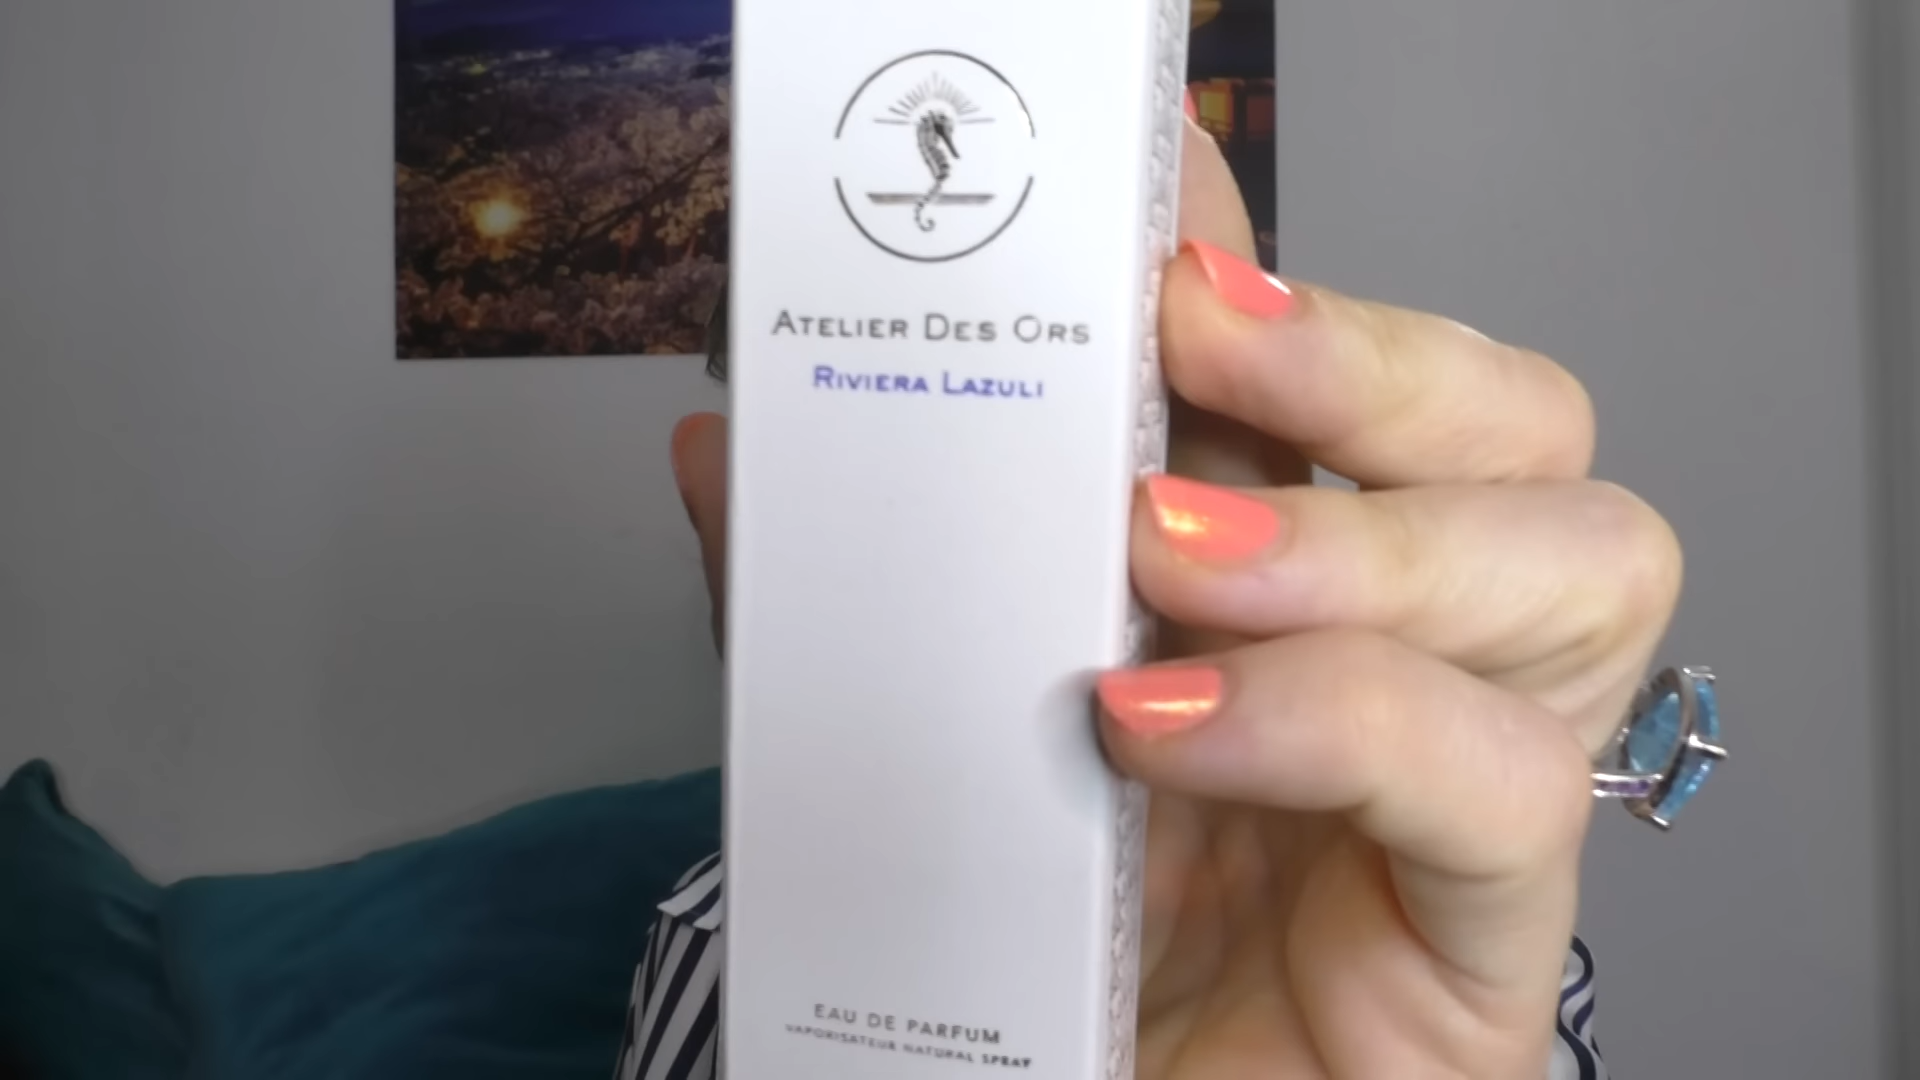 ATELIER DES ORS
RIVIERA LAZULI
EAU DE PARFUM
VAPORISATEUR NATURAL SPRAY